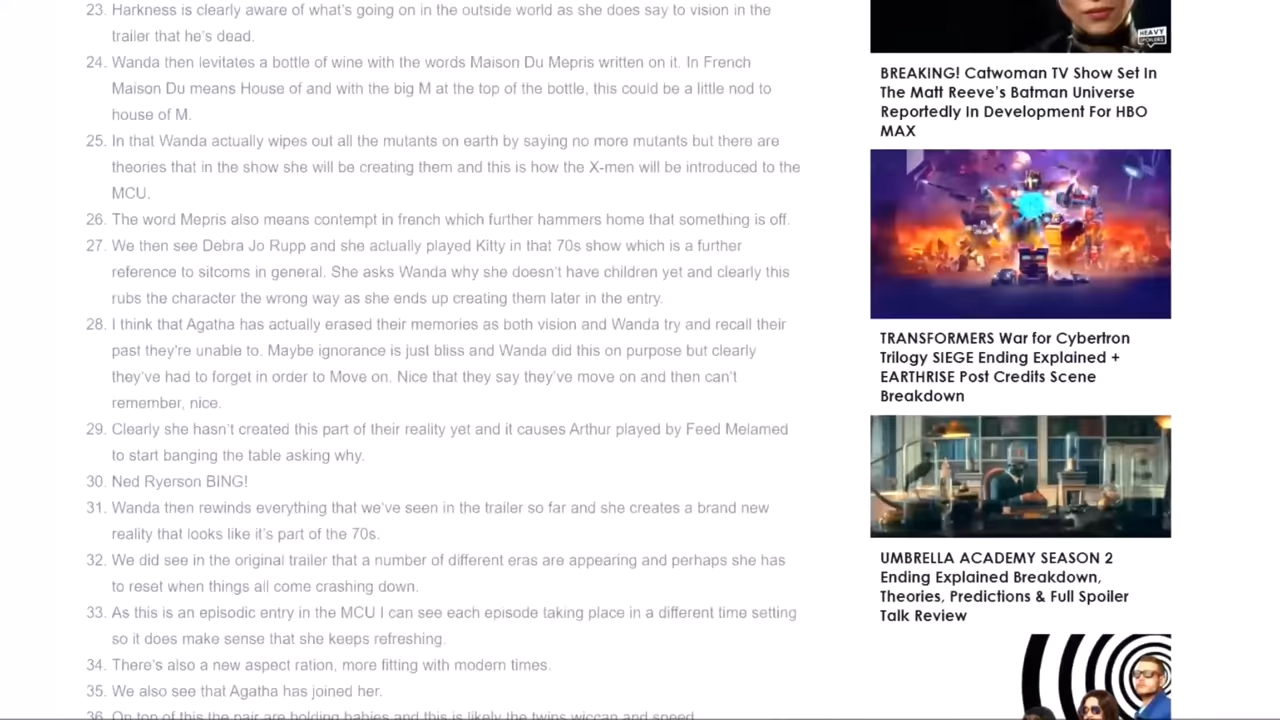 23. Harkness is clearly aware of what's going on in the outside world as she does say to vision in the
trailer that he's dead.
24. Wanda then levitates a bottle of wine with the words Maison Du Mepris written on it. In French
Maison Du means House of and with the big M at the top of the bottle, this could be a little nod to
house of M.
25. In that Wanda actually wipes out all the mutants on earth by saying no more mutants but there are
theories that in the show she will be creating them and this is how the X-men will be introduced to the
MCU.
26. The word Mepris also means contempt in french which further hammers home that something is off.
27. We then see Debra Jo Rupp and she actually played Kitty in that 70s show which is a further
reference to sitcoms in general. She asks Wanda why she doesn't have children yet and clearly this
rubs the character the wrong way as she ends up creating them later in the entry.
28. I think that Agatha has actually erased their memories as both vision and Wanda try and recall their
past they're unable to. Maybe ignorance is just bliss and Wanda did this on purpose but clearly
they've had to forget in order to Move on. Nice that they say they've move on and then can't
remember, nice.
29. Clearly she hasn't created this part of their reality yet and it causes Arthur played by Feed Melamed
to start banging the table asking why.
30. Ned Ryerson BING!
31. Wanda then rewinds everything that we've seen in the trailer so far and she creates a brand new
reality that looks like it's part of the 70s.
32. We did see in the original trailer that a number of different eras are appearing and perhaps she has
to reset when things all come crashing down.
33. As this is an episodic entry in the MCU I can see each episode taking place in a different time setting
so it does make sense that she keeps refreshing.
34. There's also a new aspect ration, more fitting with modern times.
35. We also see that Agatha has joined her.
36. On top of this the pair are holding babies and this is likely the twins wiccan and speed
HEAVY
SPOILERS
BREAKING! Catwoman TV Show Set In
The Matt Reeve's Batman Universe
Reportedly In Development For HBO
MAX
TRANSFORMERS War for Cybertron
Trilogy SIEGE Ending Explained +
EARTHRISE Post Credits Scene
Breakdown
UMBRELLA ACADEMY SEASON 2
Ending Explained Breakdown,
Theories, Predictions & Full Spoiler
Talk Review